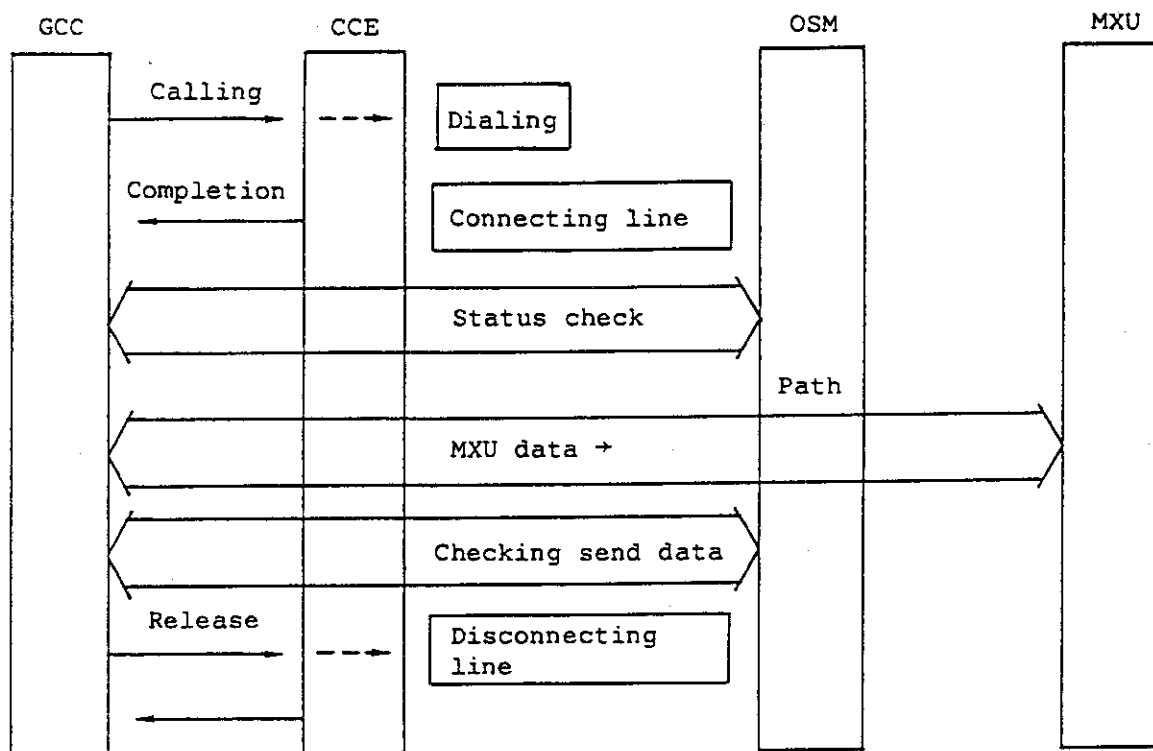 GCC CCE OSM MXU
Calling
Dialing
Completion
Connecting line
Status check
Path
MXU data →
Checking send data
Release
Disconnecting
line